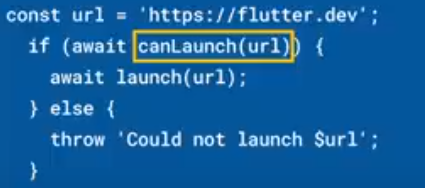 const url = 'https://flutter.dev';
if (await canLaunch(url)) {
await launch(url);
} else {
throw 'Could not launch $url';
}